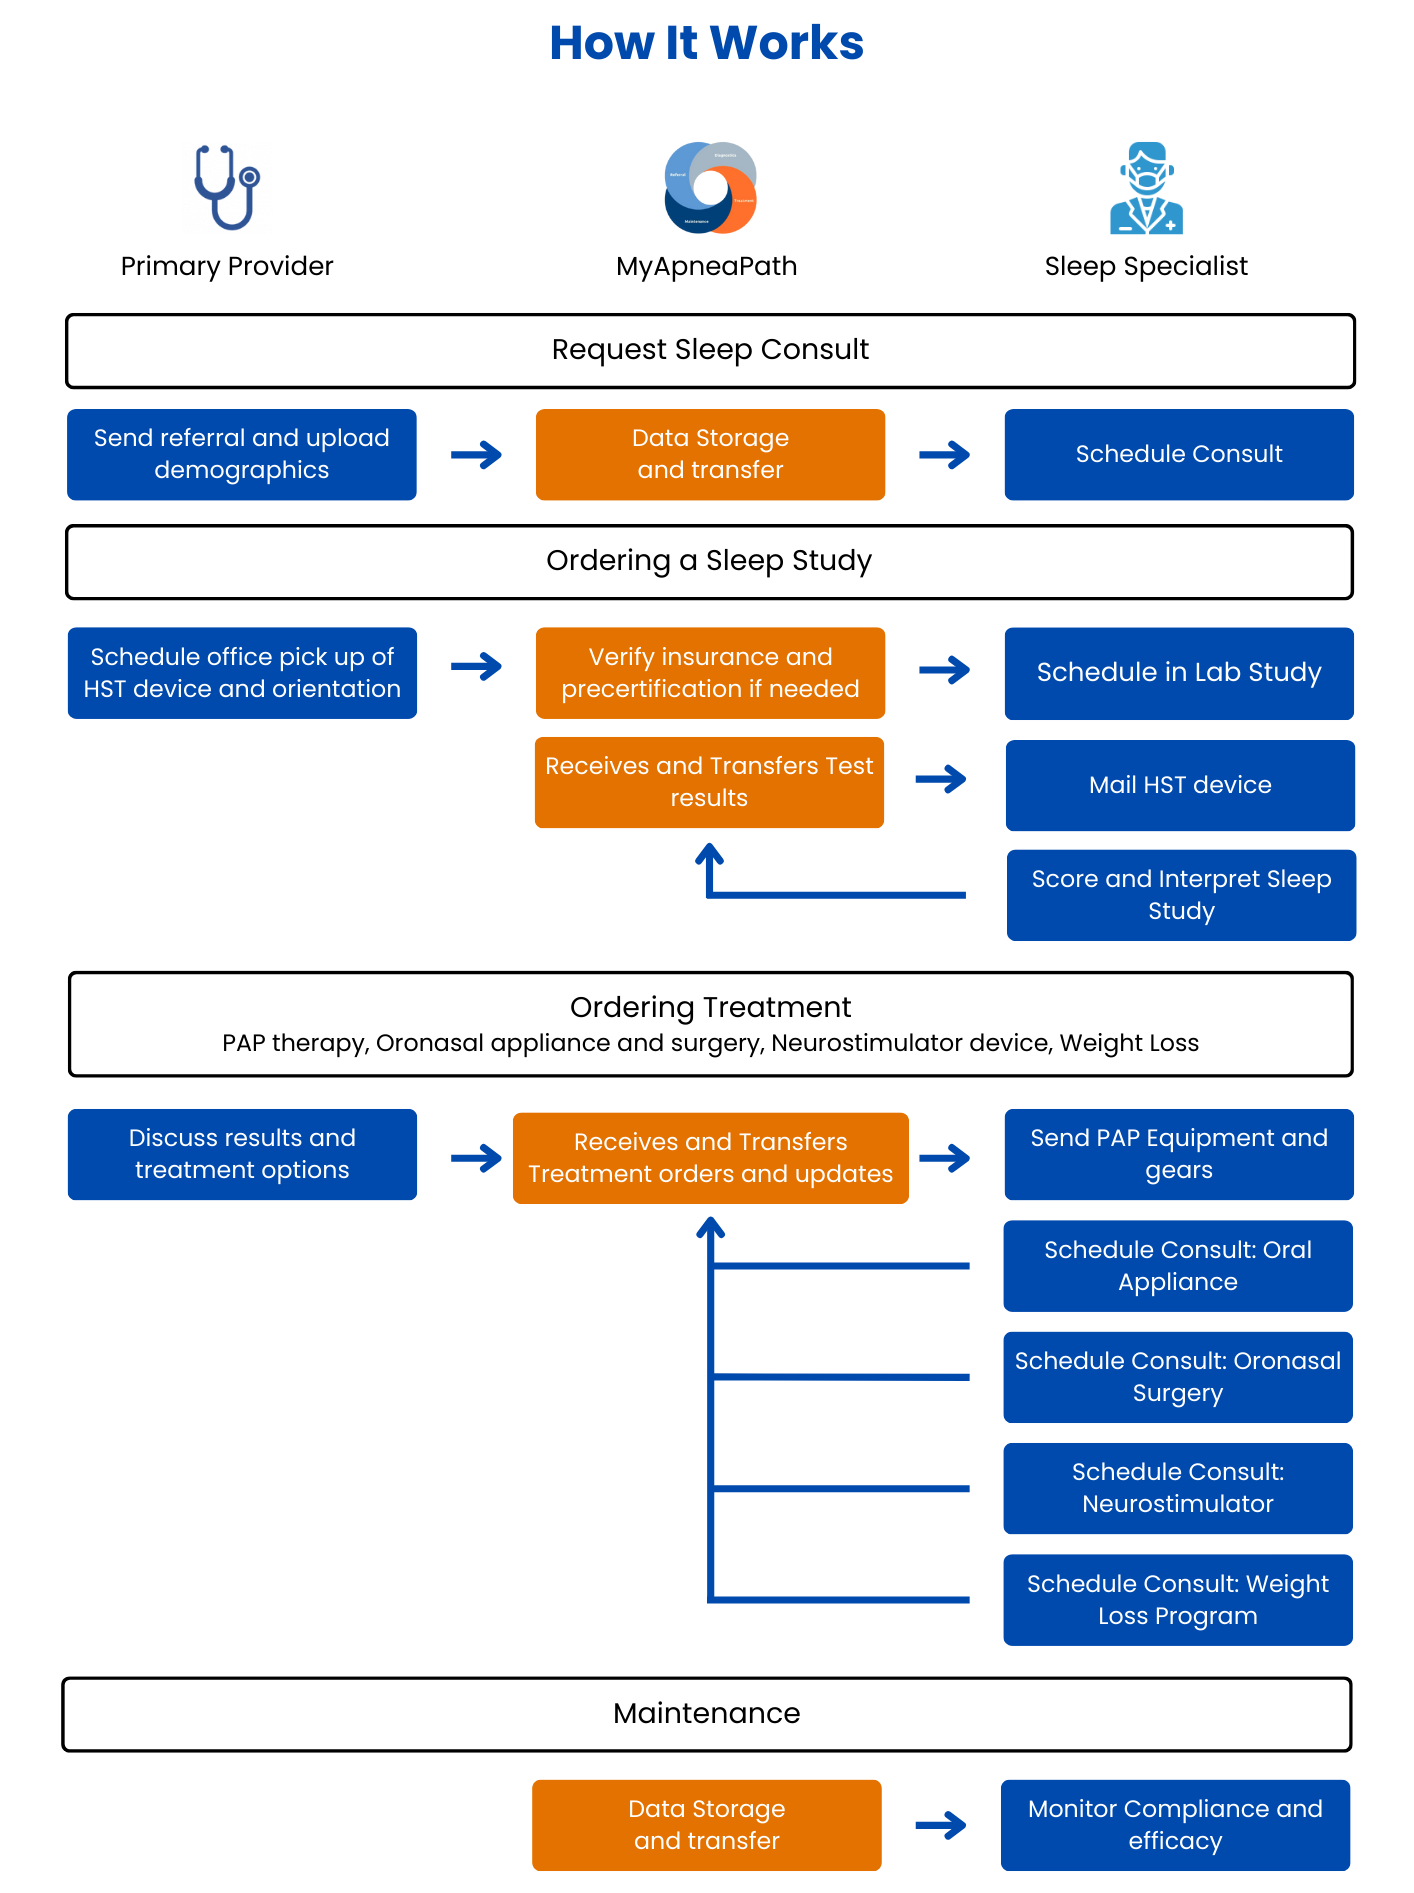 How It Works
Referral
Diagnostics
Treatment
Maintenance
Primary Provider
MyApneaPath
Sleep Specialist
Request Sleep Consult
Send referral and upload
demographics
Data Storage
and transfer
Schedule Consult
Ordering a Sleep Study
Schedule office pick up of
HST device and orientation
Verify insurance and
precertification if needed
Schedule in Lab Study
Receives and Transfers Test
results
Mail HST device
Score and Interpret Sleep
Study
Ordering Treatment
PAP therapy, Oronasal appliance and surgery, Neurostimulator device, Weight Loss
Discuss results and
treatment options
Receives and Transfers
Treatment orders and updates
Send PAP Equipment and
gears
Schedule Consult: Oral
Appliance
Schedule Consult: Oronasal
Surgery
Schedule Consult:
Neurostimulator
Schedule Consult: Weight
Loss Program
Maintenance
Data Storage
and transfer
Monitor Compliance and
efficacy